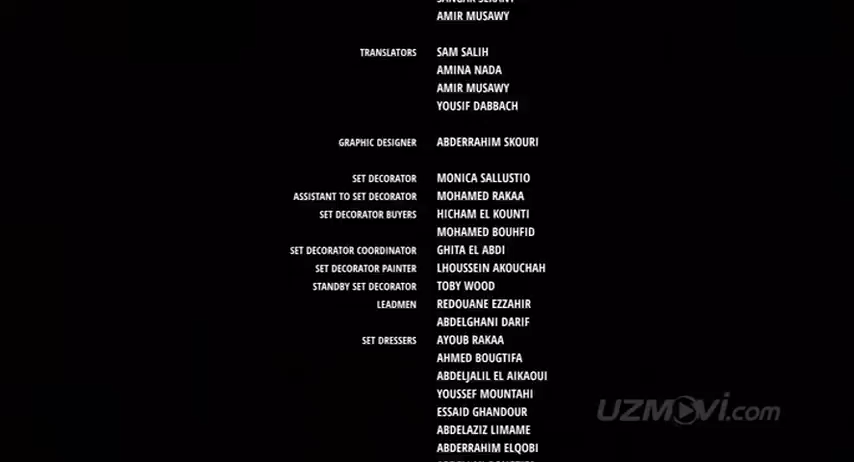 AMIR MUSAWY
TRANSLATORS SAM SALIH
AMINA NADA
AMIR MUSAWY
YOUSIF DABBACH
GRAPHIC DESIGNER ABDERRAHIM SKOURI
SET DECORATOR MONICA SALLUSTIO
ASSISTANT TO SET DECORATOR MOHAMED RAKAA
SET DECORATOR BUYERS HICHAM EL KOUNTI
MOHAMED BOUHFID
SET DECORATOR COORDINATOR GHITA EL ABDI
SET DECORATOR PAINTER LHOUSSEIN AKOUCHAH
STANDBY SET DECORATOR TOBY WOOD
LEADMEN REDOUANE EZZAHIR
ABDELGHANI DARIF
SET DRESSERS AYOUB RAKAA
AHMED BOUGTIFA
ABDELJALIL EL AIKAOUI
YOUSSEF MOUNTAHI
ESSAID GHANDOUR
ABDELAZIZ LIMAME
ABDERRAHIM ELQOBI
UZMOVI.com